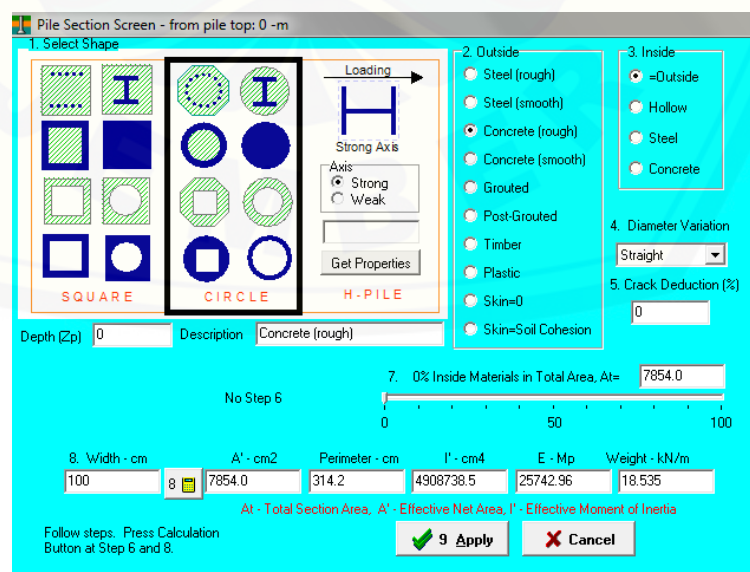 Pile Section Screen - from pile top: 0 -m
1. Select Shape
Loading
Strong Axis
Axis
Strong
Weak
Get Properties
SQUARE
CIRCLE
H-PILE
2. Outside
Steel (rough)
Steel (smooth)
Concrete (rough)
Concrete (smooth)
Grouted
Post-Grouted
Timber
Plastic
Skin=0
Skin=Soil Cohesion
3. Inside
=Outside
Hollow
Steel
Concrete
4. Diameter Variation
Straight
5. Crack Deduction (%)
0
Depth (Zp) 0 Description Concrete (rough)
7. 0% Inside Materials in Total Area, At= 7854.0
No Step 6
0 50 100
8. Width - cm A' - cm2 Perimeter - cm I' - cm4 E - Mp Weight - kN/m
100 8 7854.0 314.2 4908738.5 25742.96 18.535
At - Total Section Area, A' - Effective Net Area, I' - Effective Moment of Inertia
Follow steps. Press Calculation
Button at Step 6 and 8.
9 Apply
Cancel